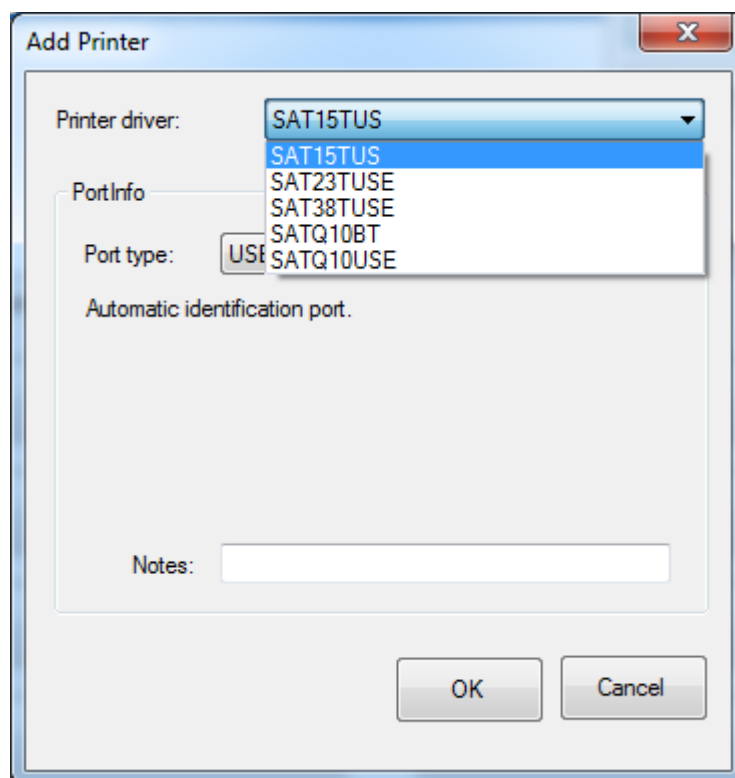 Add Printer
Printer driver: SAT15TUS
SAT15TUS
SAT23TUSE
PortInfo
SAT38TUSE
SATQ10BT
Port type:
SATQ10USE
Automatic identification port.
Notes:
OK Cancel